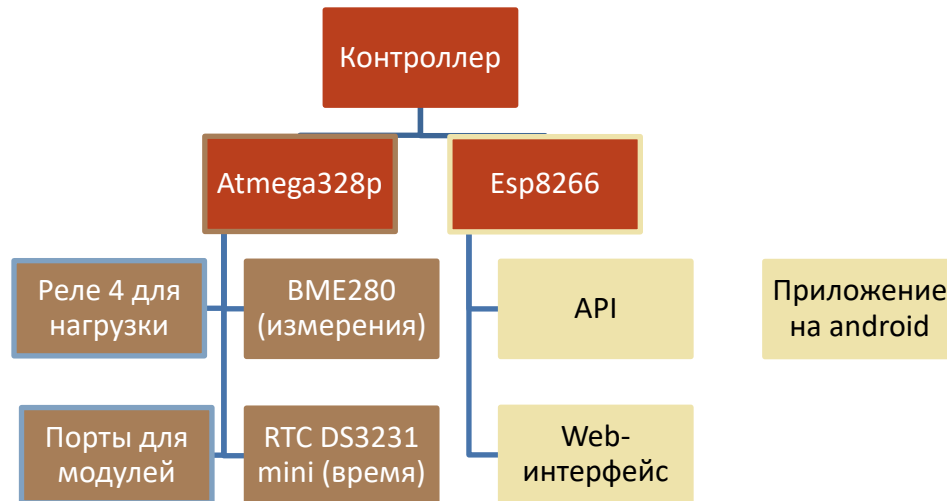 Контроллер
Atmega328p
Esp8266
Реле 4 для
нагрузки
BME280
(измерения)
API
Приложение
на android
Порты для
модулей
RTC DS3231
mini (время)
Web-
интерфейс